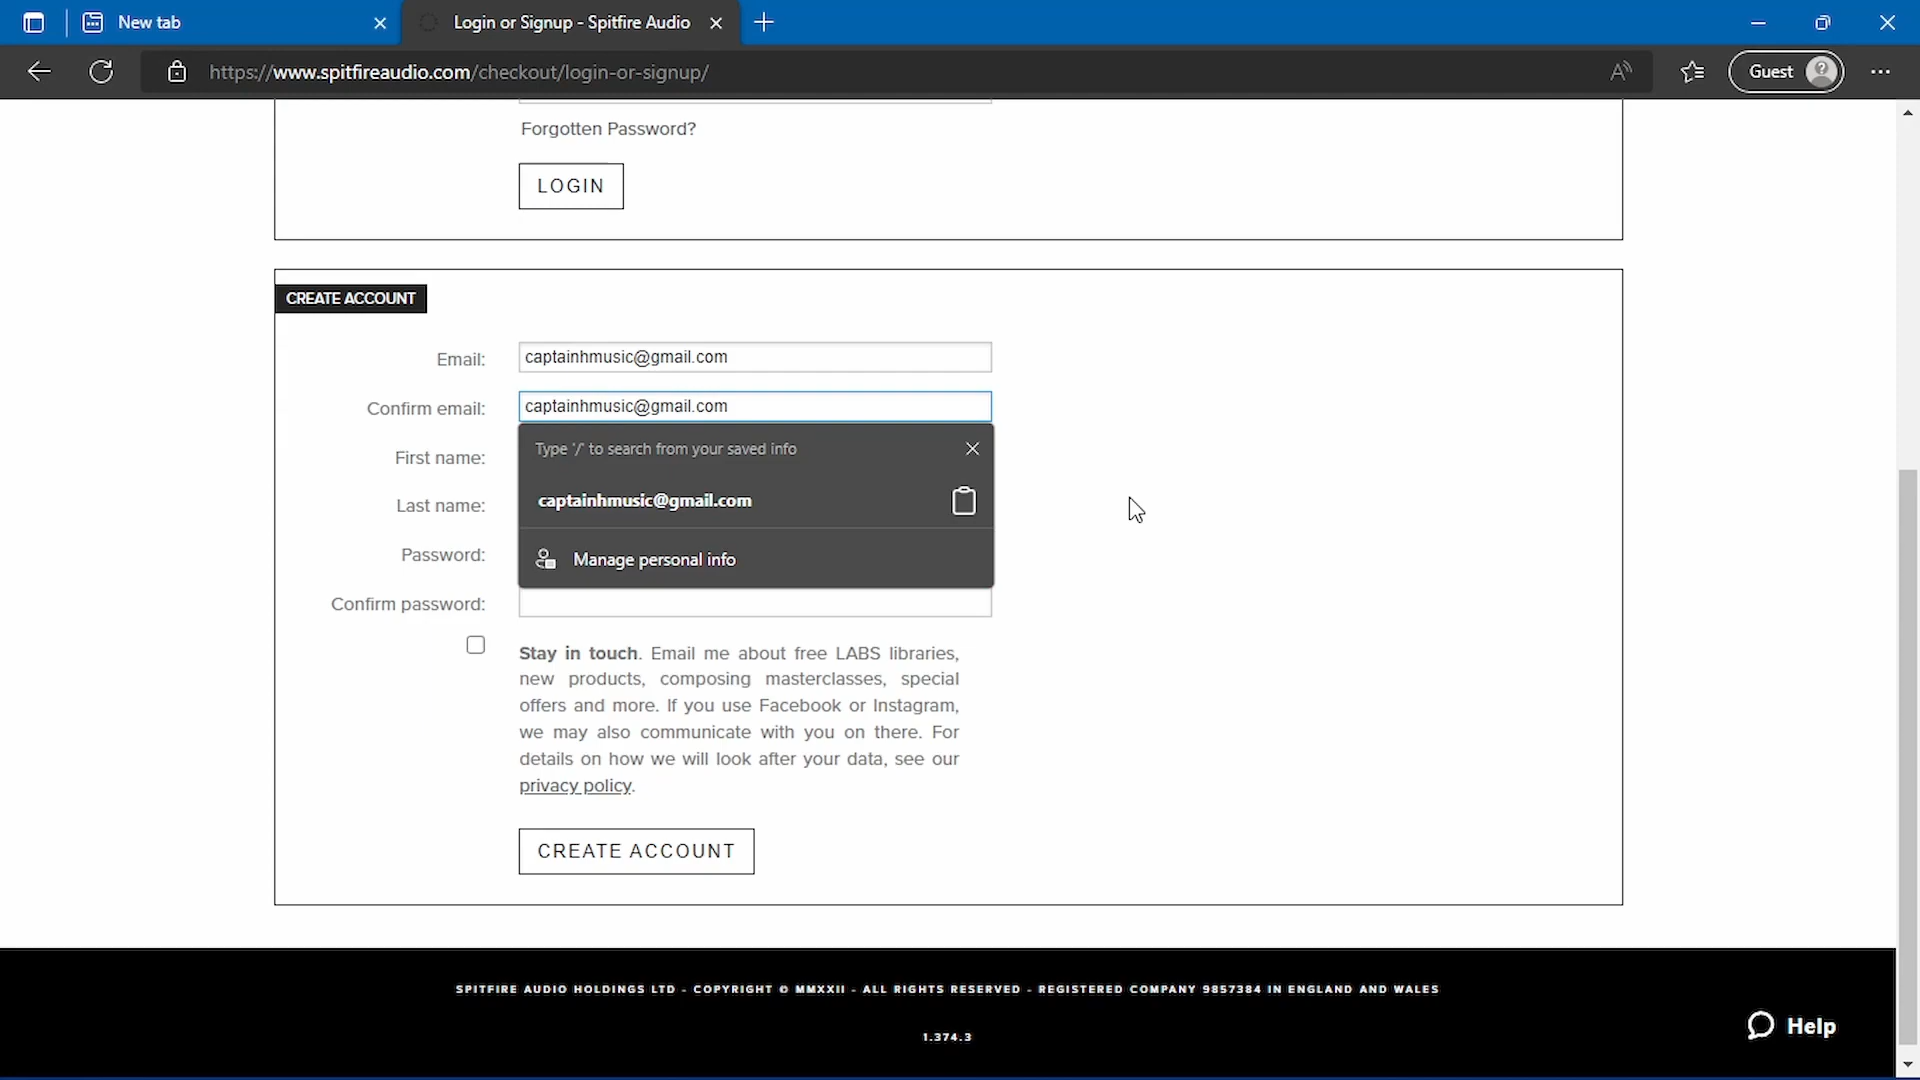 New tab
Login or Signup - Spitfire Audio
https://www.spitfireaudio.com/checkout/login-or-signup/
Guest
Forgotten Password?
LOGIN
CREATE ACCOUNT
Email: captainhmusic@gmail.com
Confirm email: captainhmusic@gmail.com
Type '/' to search from your saved info
First name:
captainhmusic@gmail.com
Last name:
Password:
Manage personal info
Confirm password:
Stay in touch. Email me about free LABS libraries,
new products, composing masterclasses, special
offers and more. If you use Facebook or Instagram,
we may also communicate with you on there. For
details on how we will look after your data, see our
privacy policy.
CREATE ACCOUNT
SPITFIRE AUDIO HOLDINGS LTD - COPYRIGHT © MMXXII - ALL RIGHTS RESERVED - REGISTERED COMPANY 9857384 IN ENGLAND AND WALES
Help
1.374.3